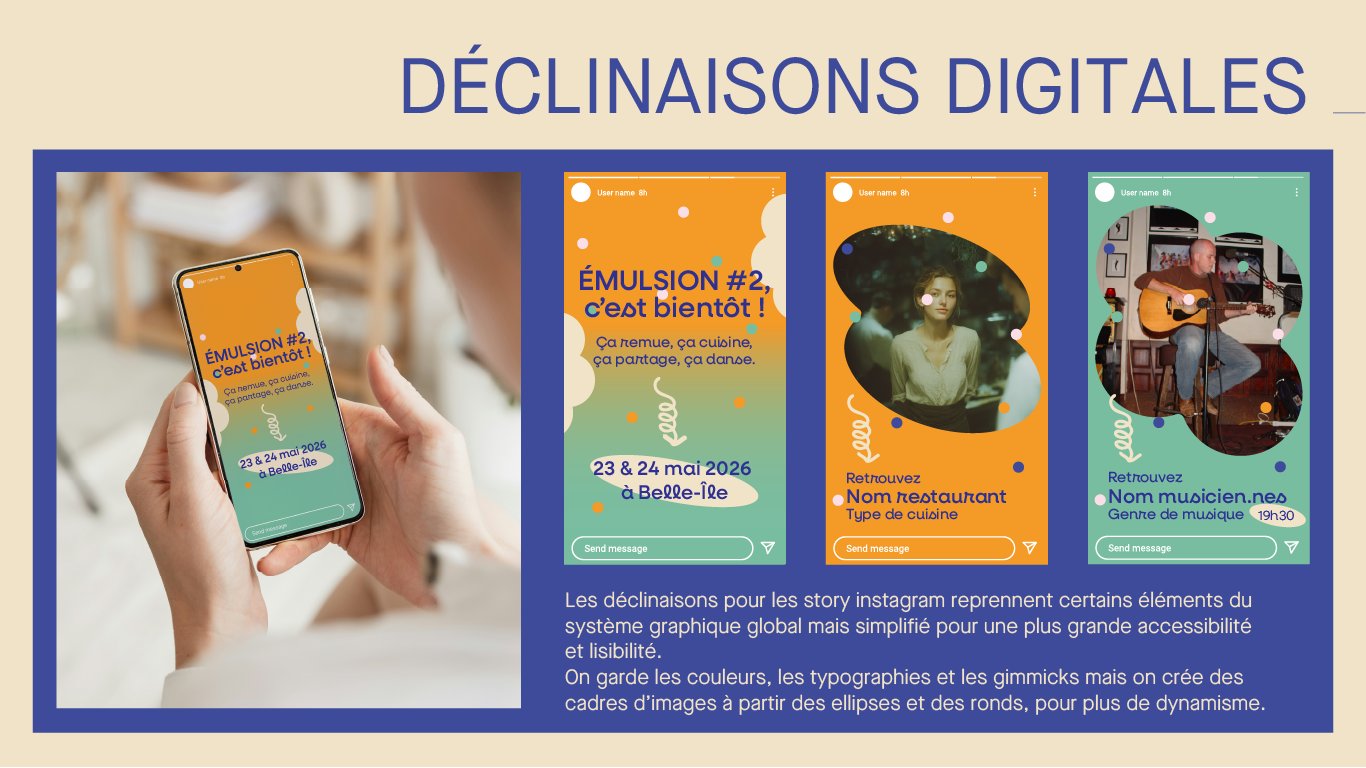 DÉCLINAISONS DIGITALES
User name 8h
ÉMULSION #2,
c'est bientôt !
Ça remue, ça cuisine,
ça partage, ça danse.
23 & 24 mai 2026
à Belle-Île
Send message
User name 8h
ÉMULSION #2,
c'est bientôt !
Ça remue, ça cuisine,
ça partage, ça danse.
23 & 24 mai 2026
à Belle-Île
Send message
User name 8h
Retrouvez
Nom restaurant
Type de cuisine
Send message
User name 8h
Retrouvez
Nom musicien.nes
Genre de musique 19h30
Send message
Les déclinaisons pour les story instagram reprennent certains éléments du
système graphique global mais simplifié pour une plus grande accessibilité
et lisibilité.
On garde les couleurs, les typographies et les gimmicks mais on crée des
cadres d'images à partir des ellipses et des ronds, pour plus de dynamisme.